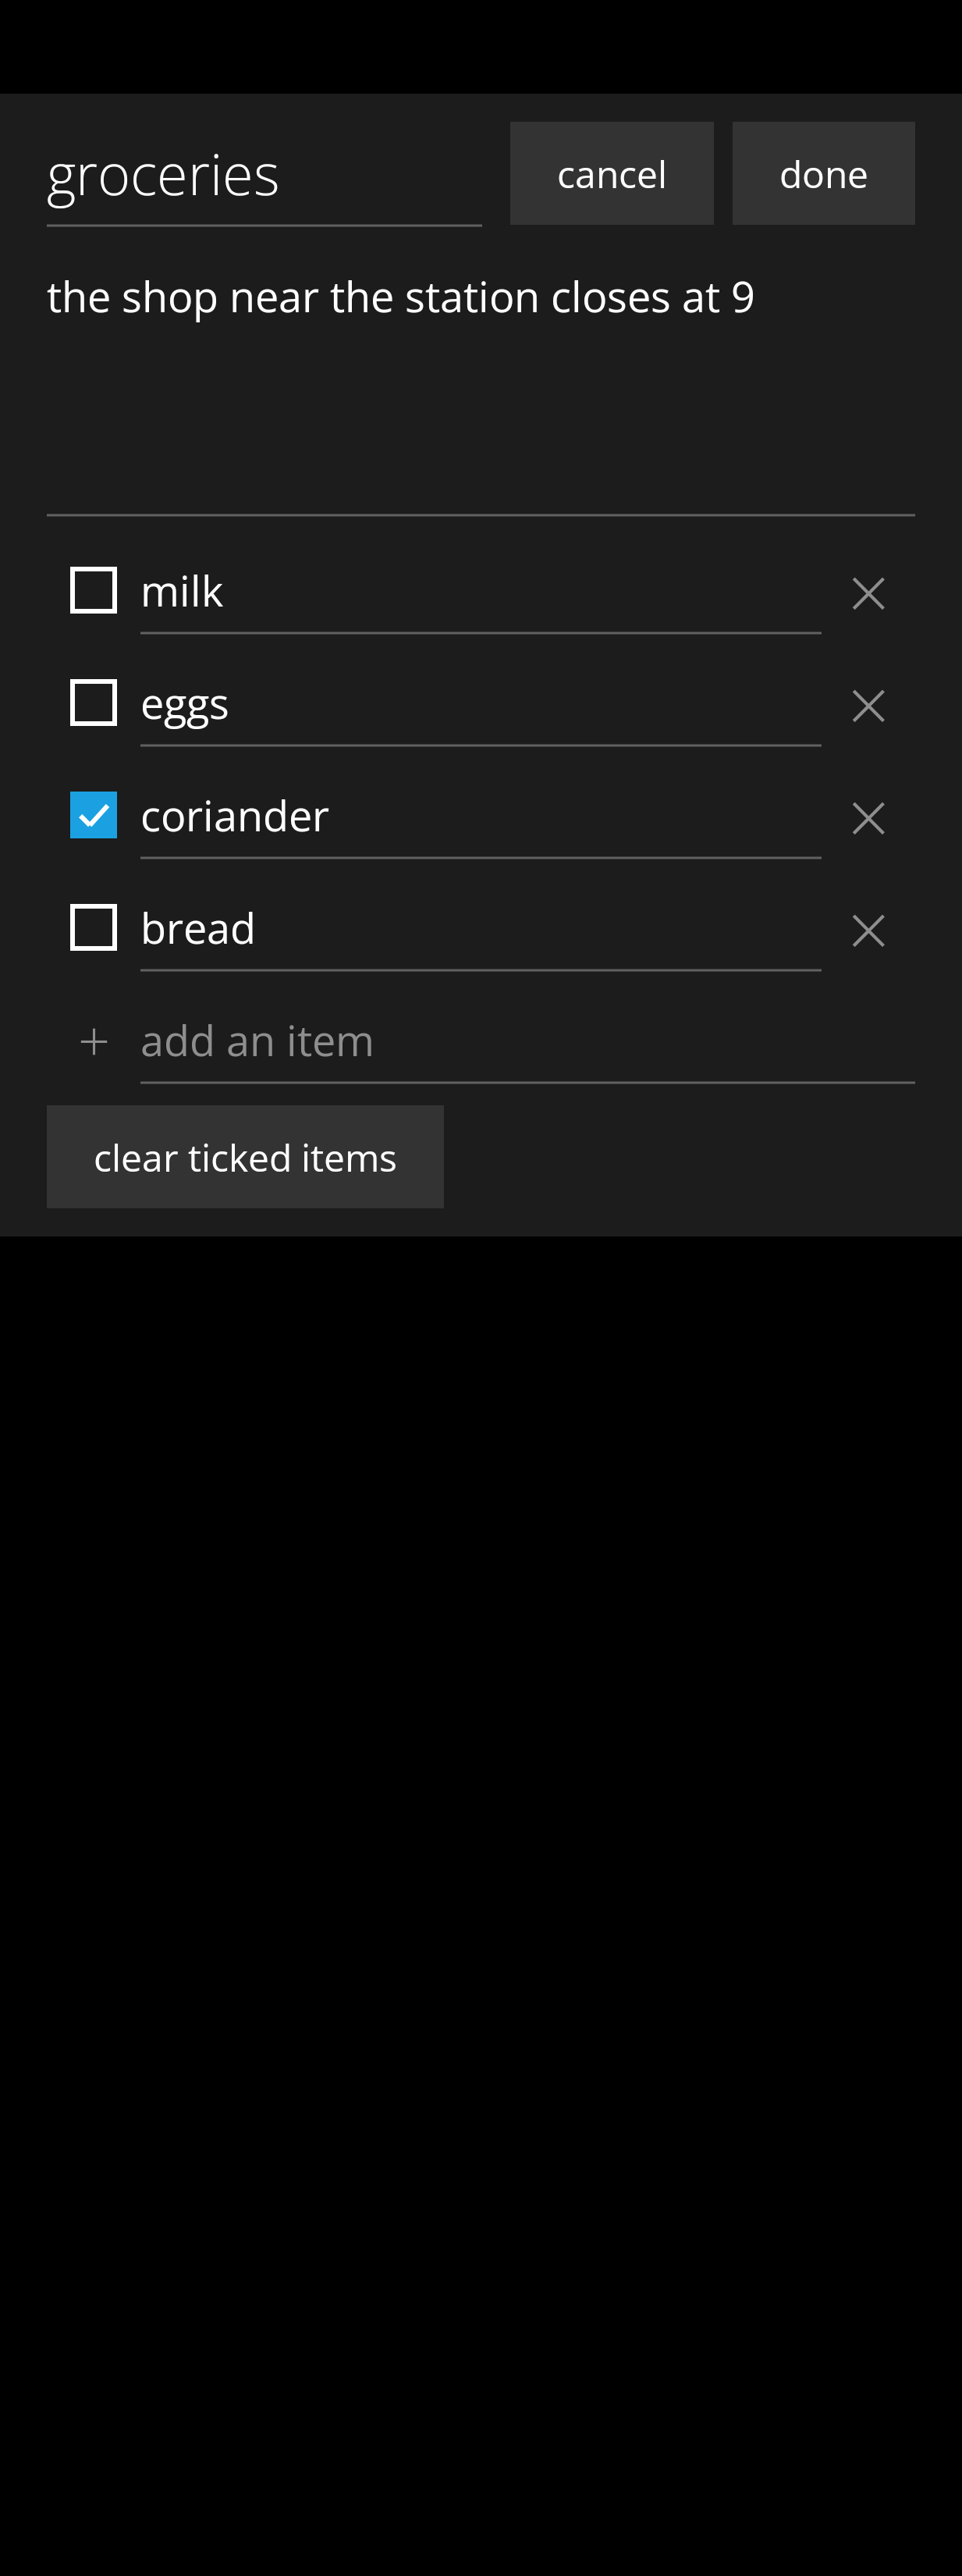 groceries
cancel
done
the shop near the station closes at 9
milk
eggs
coriander
bread
add an item
clear ticked items